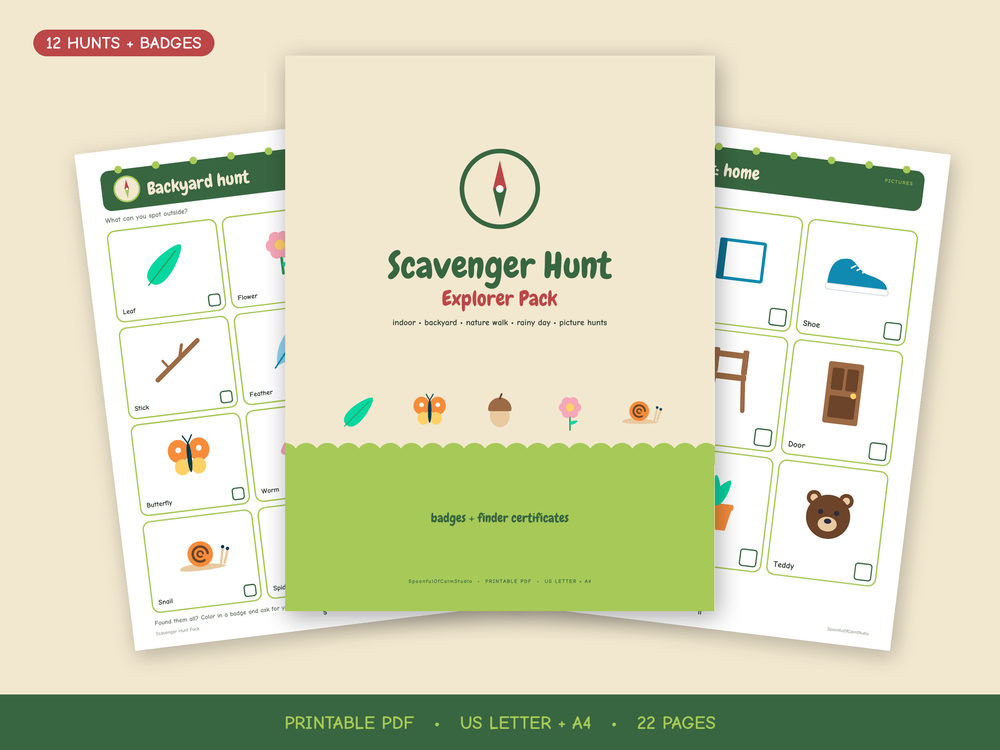 12 HUNTS + BADGES
Backyard hunt
What can you spot outside?
Leaf
Flower
Stick
Feather
Butterfly
Worm
Snail
Found them all? Color in a badge and ask for
Scavenger Hunt Pack
Scavenger Hunt
Explorer Pack
indoor • backyard • nature walk • rainy day • picture hunts
badges + finder certificates
SpoonfulOfCalmStudio • PRINTABLE PDF • US LETTER + A4
home
PICTURES
Shoe
Door
Teddy
SpoonfulOfCalmStudio
PRINTABLE PDF • US LETTER + A4 • 22 PAGES